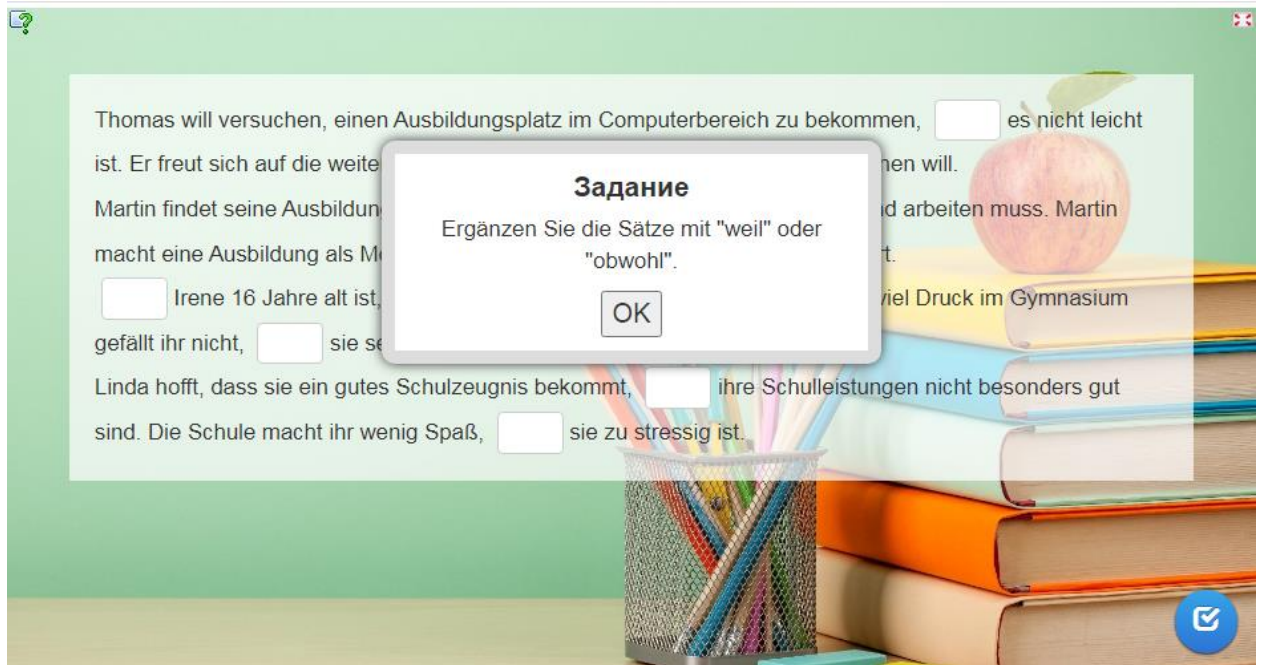 Thomas will versuchen, einen Ausbildungsplatz im Computerbereich zu bekommen, es nicht leicht
ist. Er freut sich auf die weite hen will.
Martin findet seine Ausbildun d arbeiten muss. Martin
macht eine Ausbildung als M t.
Irene 16 Jahre alt ist, viel Druck im Gymnasium
gefällt ihr nicht, sie se
Linda hofft, dass sie ein gutes Schulzeugnis bekommt, ihre Schulleistungen nicht besonders gut
sind. Die Schule macht ihr wenig Spaß, sie zu stressig ist.
Задание
Ergänzen Sie die Sätze mit "weil" oder
"obwohl".
OK